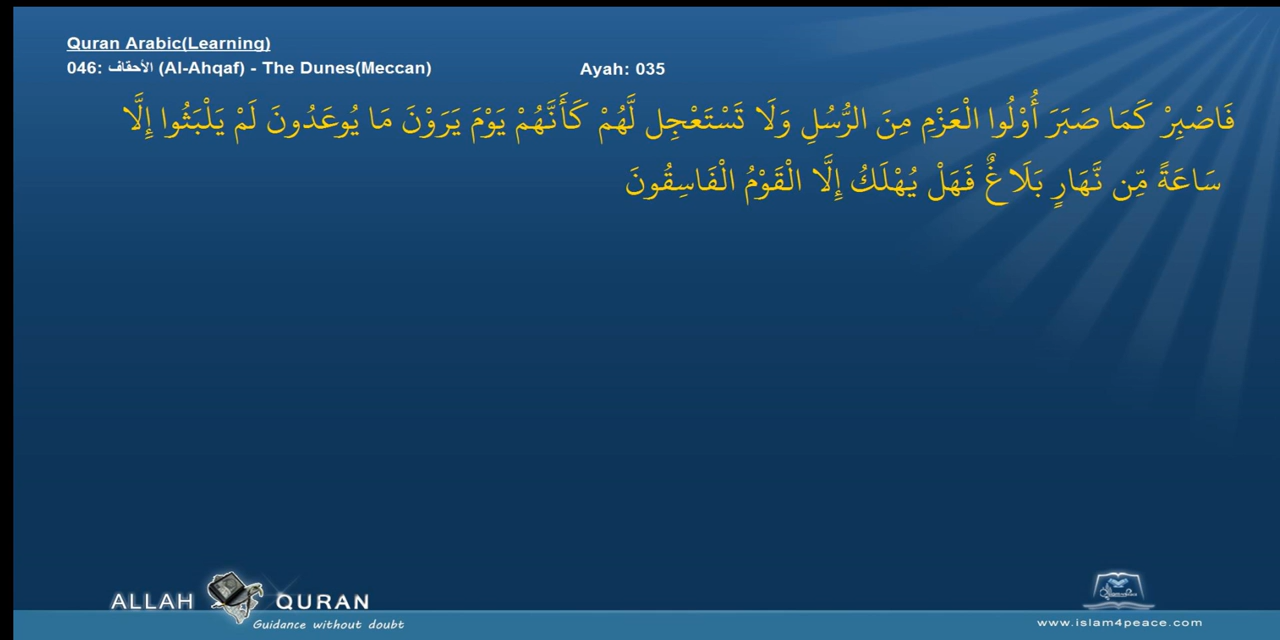 Quran Arabic(Learning)
046: الأحقاف (Al-Ahqaf) - The Dunes(Meccan)
Ayah: 035
فَاصْبِرْ كَمَا صَبَرَ أُوْلُوا الْعَزْمِ مِنَ الرُّسُلِ وَلَا تَسْتَعْجِل لَّهُمْ كَأَنَّهُمْ يَوْمَ يَرَوْنَ مَا يُوعَدُونَ لَمْ يَلْبَثُوا إِلَّا
سَاعَةً مِّن نَّهَارٍ بَلَاغٌ فَهَلْ يُهْلَكُ إِلَّا الْقَوْمُ الْفَاسِقُونَ
ALLAH QURAN
Guidance without doubt
www.islam4peace.com